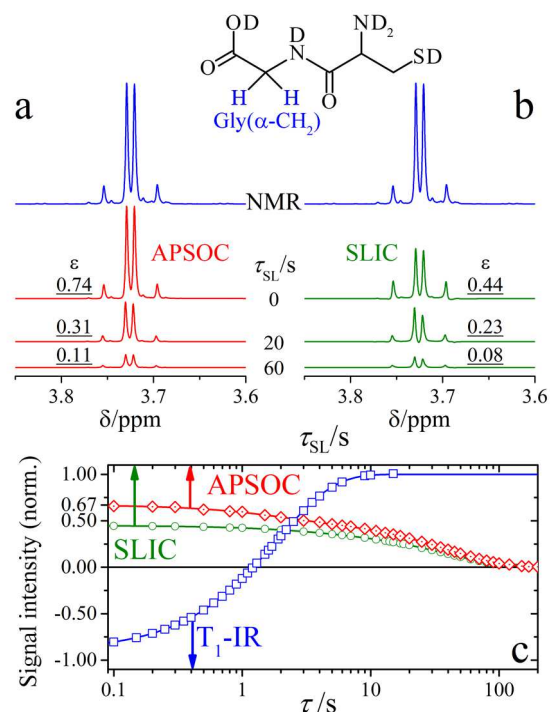 OD
D
ND₂
N
SD
O
O
H H
Gly(α-CH₂)
a
b
NMR
APSOC
τSL/s
SLIC
ε
ε
0.74
0
0.44
0.31
20
0.23
0.11
60
0.08
3.8 3.7 3.6
3.8 3.7 3.6
δ/ppm
δ/ppm
τSL/s
1.00
0.67
0.50
0.00
-0.50
-1.00
Signal intensity (norm.)
APSOC
SLIC
T₁-IR
c
0.1 1 10 100
τ/s